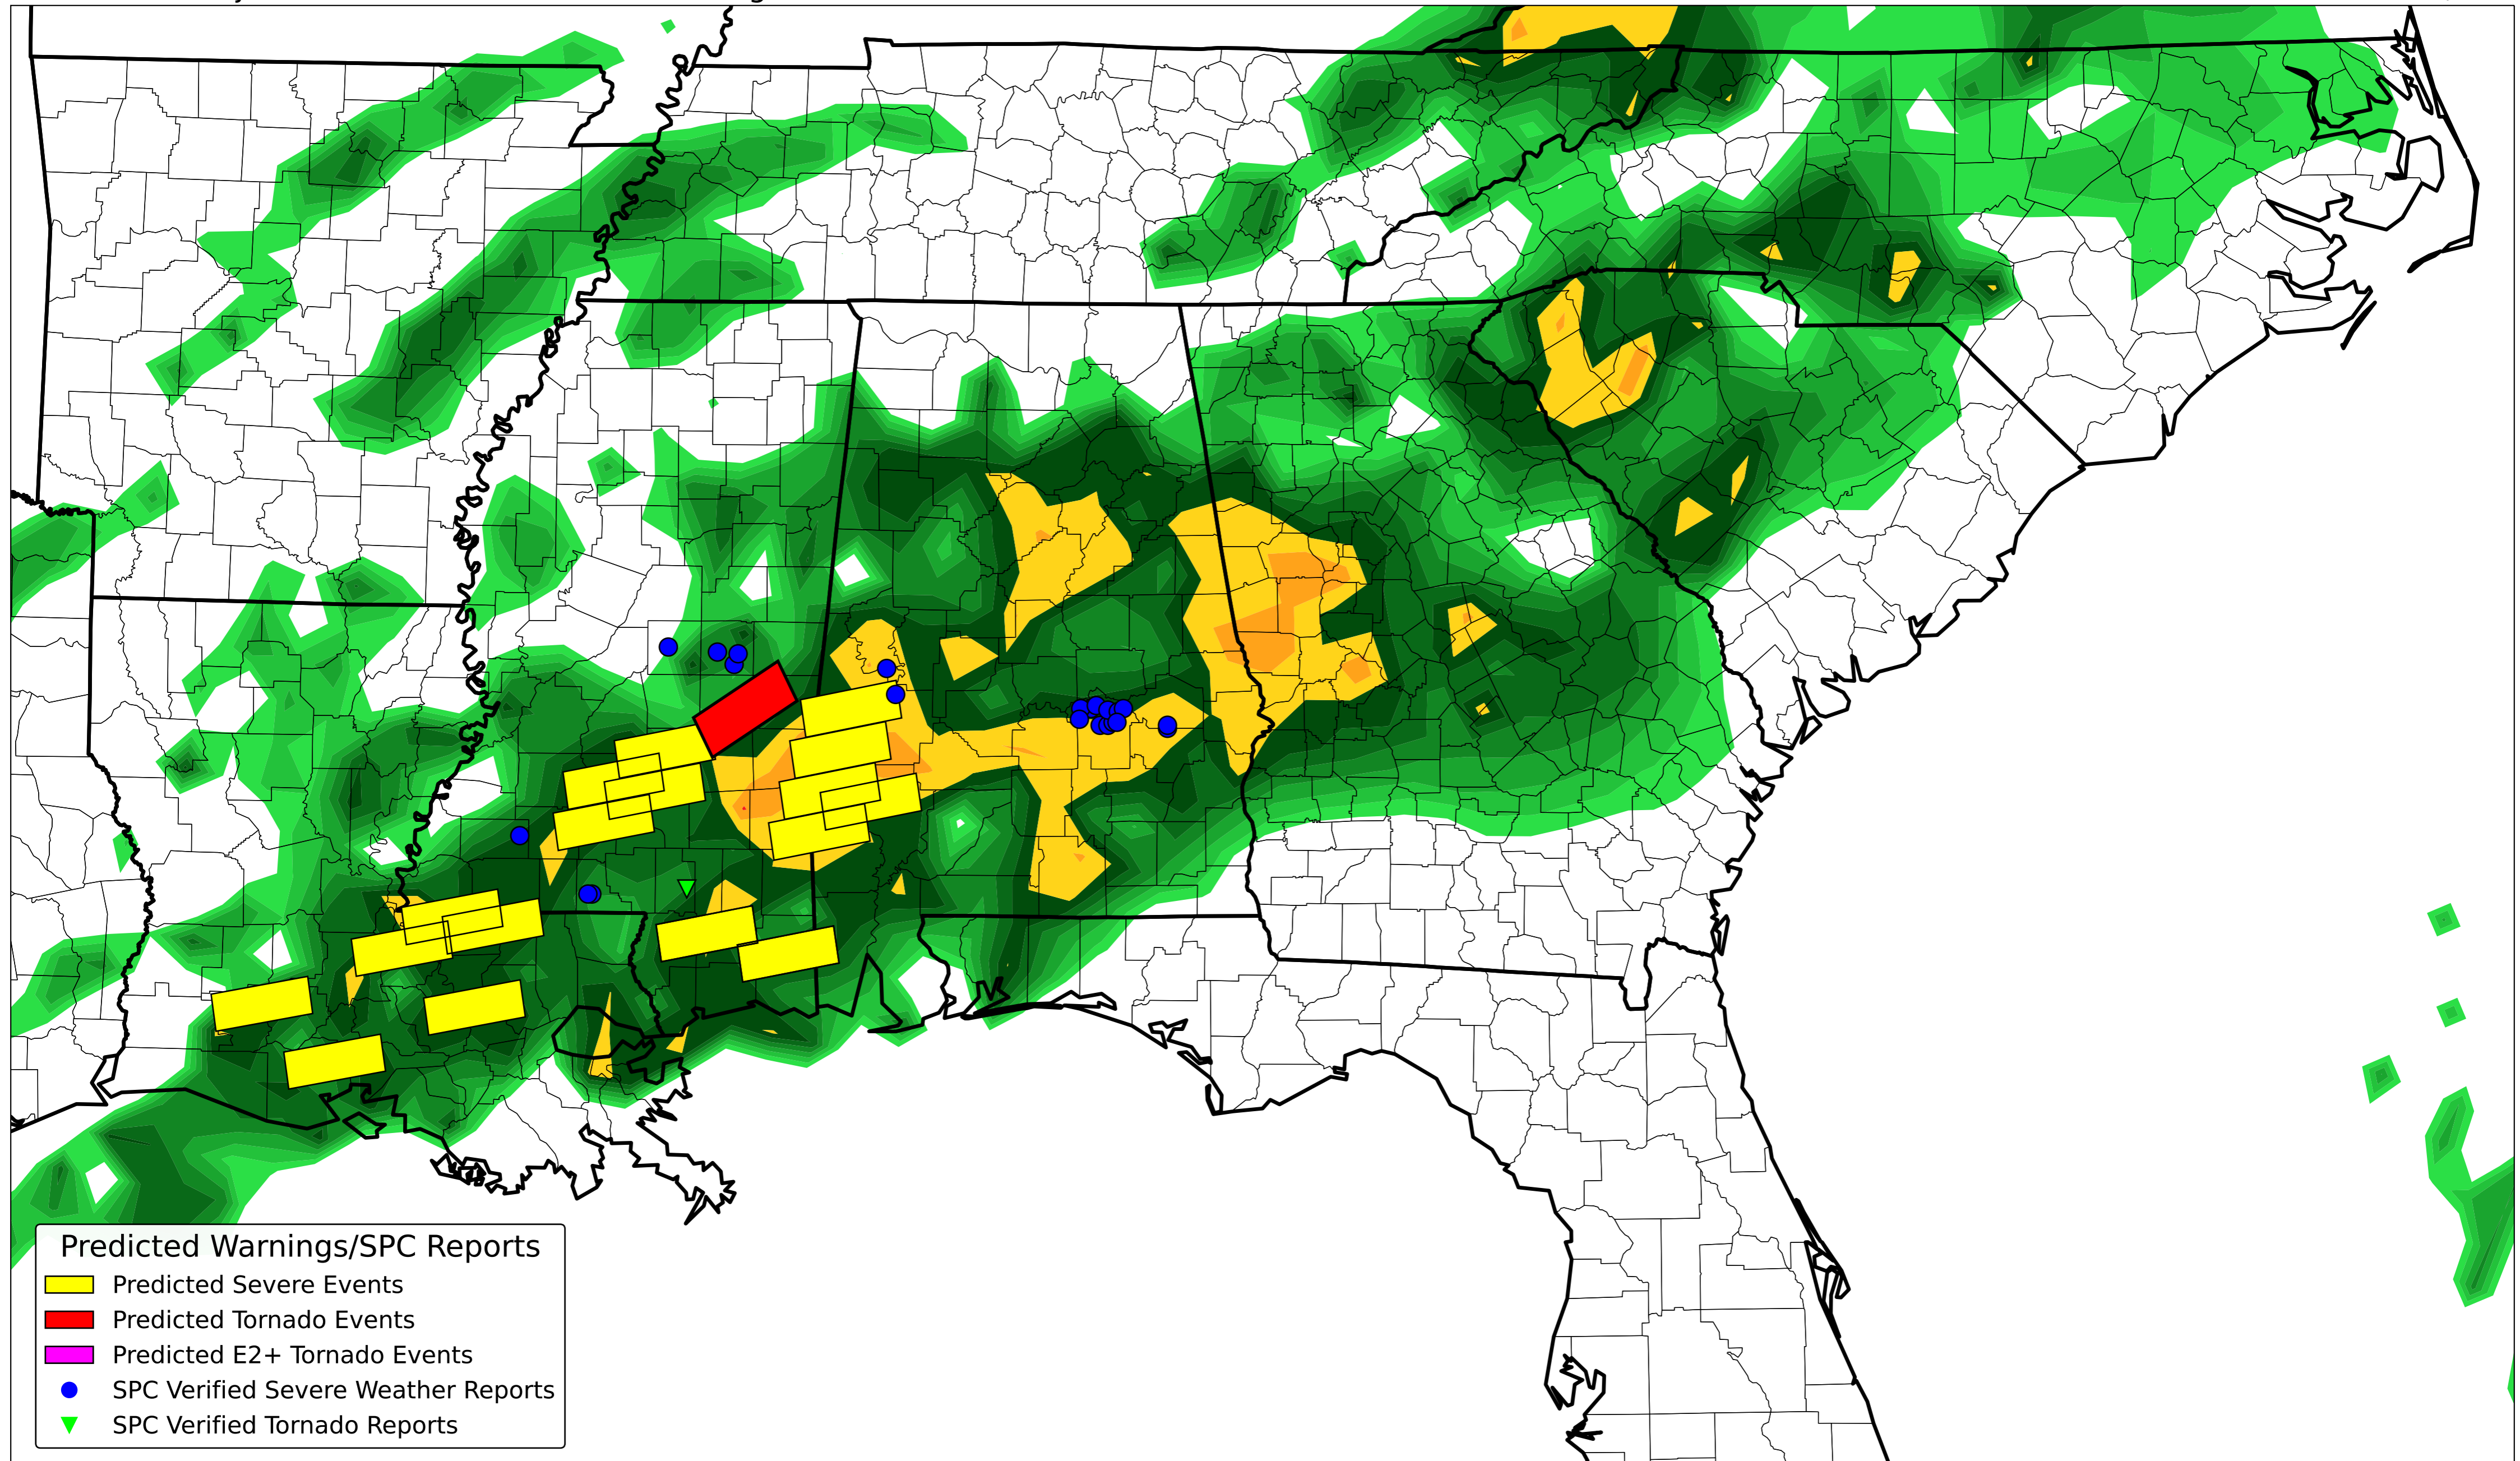 Predicted Warnings/SPC Reports
Predicted Severe Events
Predicted Tornado Events
Predicted E2+ Tornado Events
SPC Verified Severe Weather Reports
SPC Verified Tornado Reports